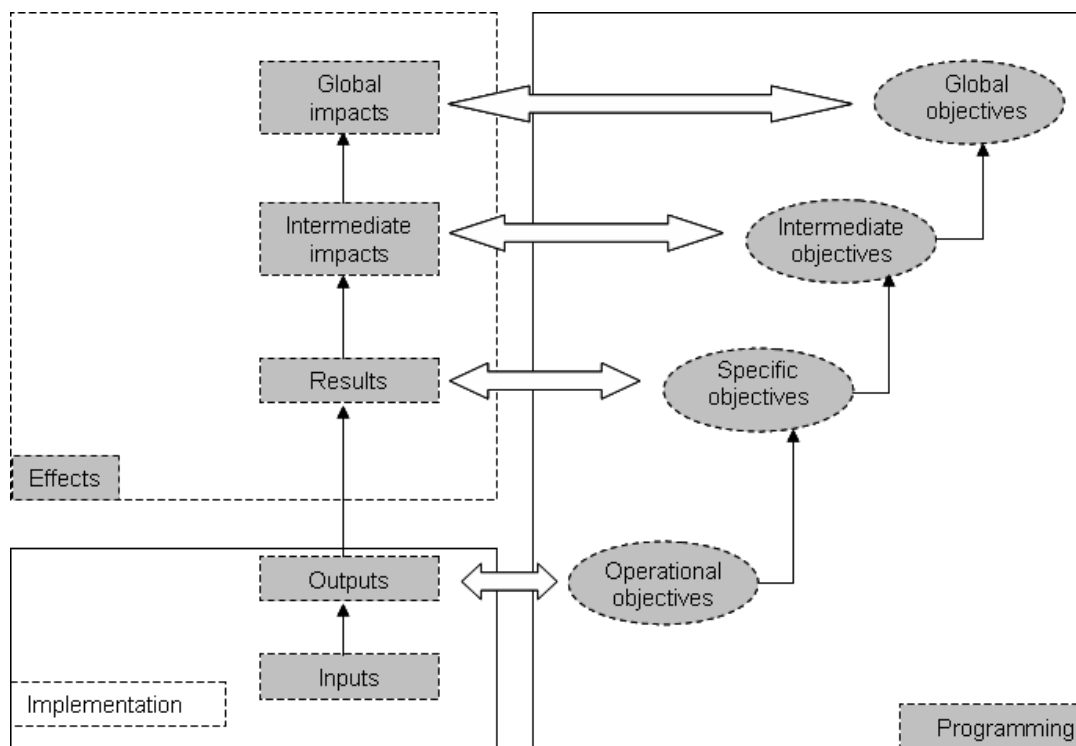 Global
impacts
Global
objectives
Intermediate
impacts
Intermediate
objectives
Results
Specific
objectives
Effects
Outputs
Operational
objectives
Inputs
Implementation
Programming